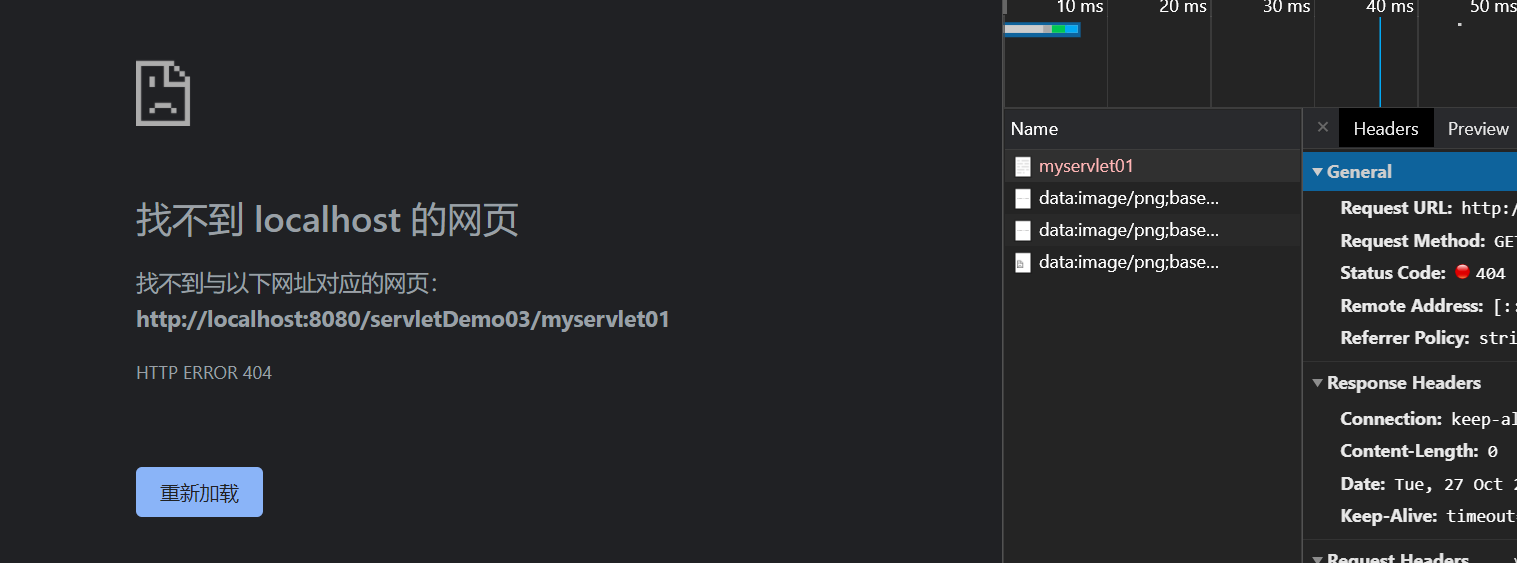 找不到 localhost 的网页
找不到与以下网址对应的网页：
http://localhost:8080/servletDemo03/myservlet01
HTTP ERROR 404
重新加载
10 ms 20 ms 30 ms 40 ms 50 ms
Name
myservlet01
data:image/png;base...
data:image/png;base...
data:image/png;base...
× Headers Preview
General
Request URL: http:/
Request Method: GET
Status Code: 404
Remote Address: [::
Referrer Policy: stri
Response Headers
Connection: keep-al
Content-Length: 0
Date: Tue, 27 Oct 2
Keep-Alive: timeout=
Request Headers